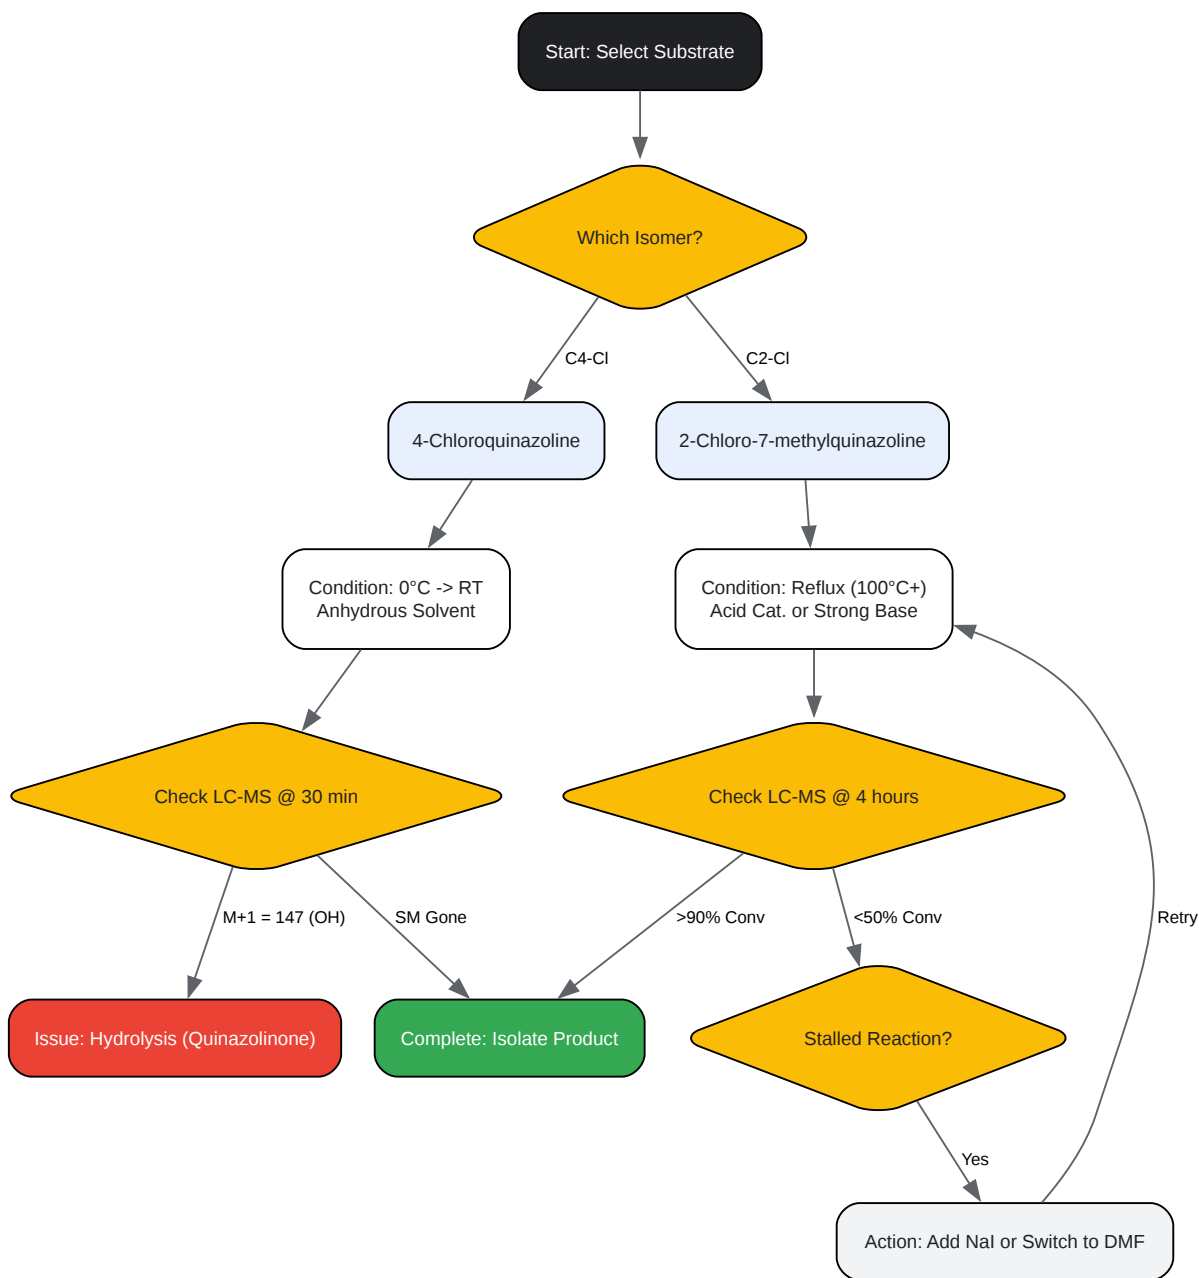 Start: Select Substrate
Which Isomer?
C4-Cl
C2-Cl
4-Chloroquinazoline
2-Chloro-7-methylquinazoline
Condition: 0°C -> RT
Anhydrous Solvent
Condition: Reflux (100°C+)
Acid Cat. or Strong Base
Check LC-MS @ 30 min
Check LC-MS @ 4 hours
M+1 = 147 (OH)
SM Gone
>90% Conv
<50% Conv
Retry
Issue: Hydrolysis (Quinazolinone)
Complete: Isolate Product
Stalled Reaction?
Yes
Action: Add NaI or Switch to DMF